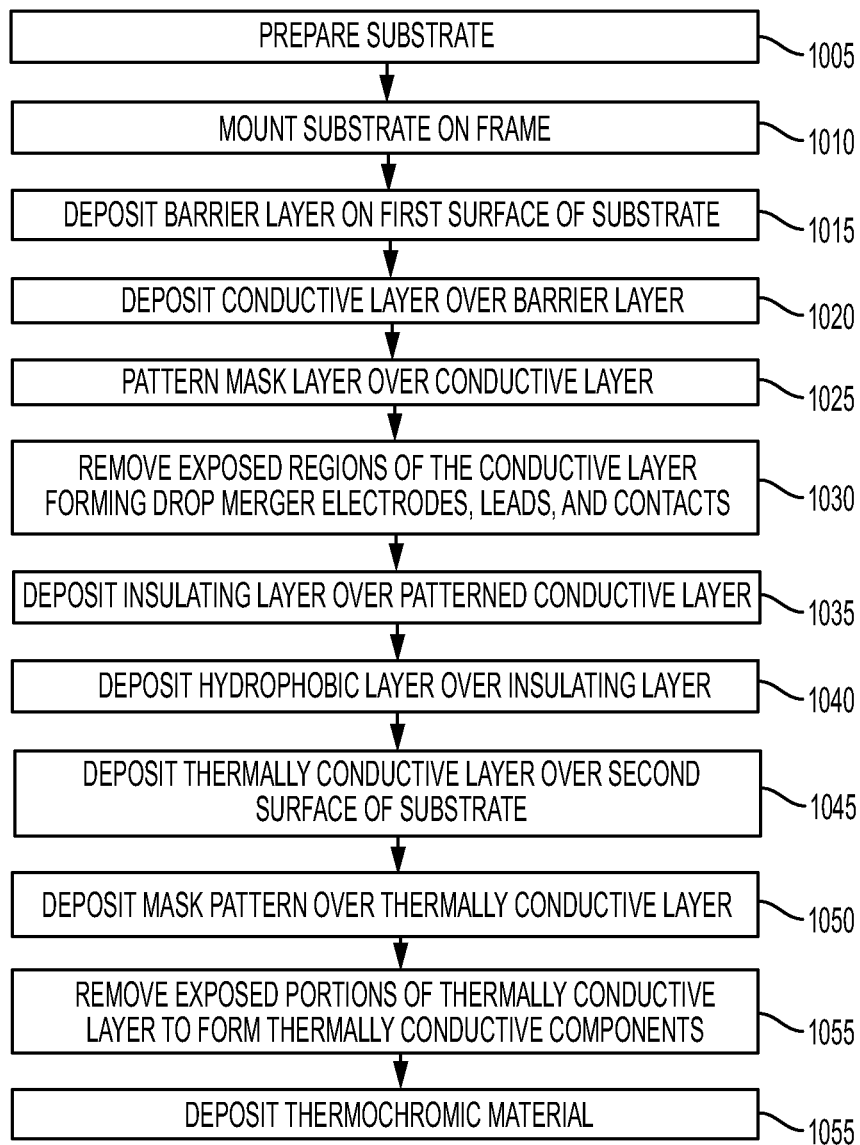 PREPARE SUBSTRATE
1005
MOUNT SUBSTRATE ON FRAME
1010
DEPOSIT BARRIER LAYER ON FIRST SURFACE OF SUBSTRATE
1015
DEPOSIT CONDUCTIVE LAYER OVER BARRIER LAYER
1020
PATTERN MASK LAYER OVER CONDUCTIVE LAYER
1025
REMOVE EXPOSED REGIONS OF THE CONDUCTIVE LAYER
FORMING DROP MERGER ELECTRODES, LEADS, AND CONTACTS
1030
DEPOSIT INSULATING LAYER OVER PATTERNED CONDUCTIVE LAYER
1035
DEPOSIT HYDROPHOBIC LAYER OVER INSULATING LAYER
1040
DEPOSIT THERMALLY CONDUCTIVE LAYER OVER SECOND
SURFACE OF SUBSTRATE
1045
DEPOSIT MASK PATTERN OVER THERMALLY CONDUCTIVE LAYER
1050
REMOVE EXPOSED PORTIONS OF THERMALLY CONDUCTIVE
LAYER TO FORM THERMALLY CONDUCTIVE COMPONENTS
1055
DEPOSIT THERMOCHROMIC MATERIAL
1055